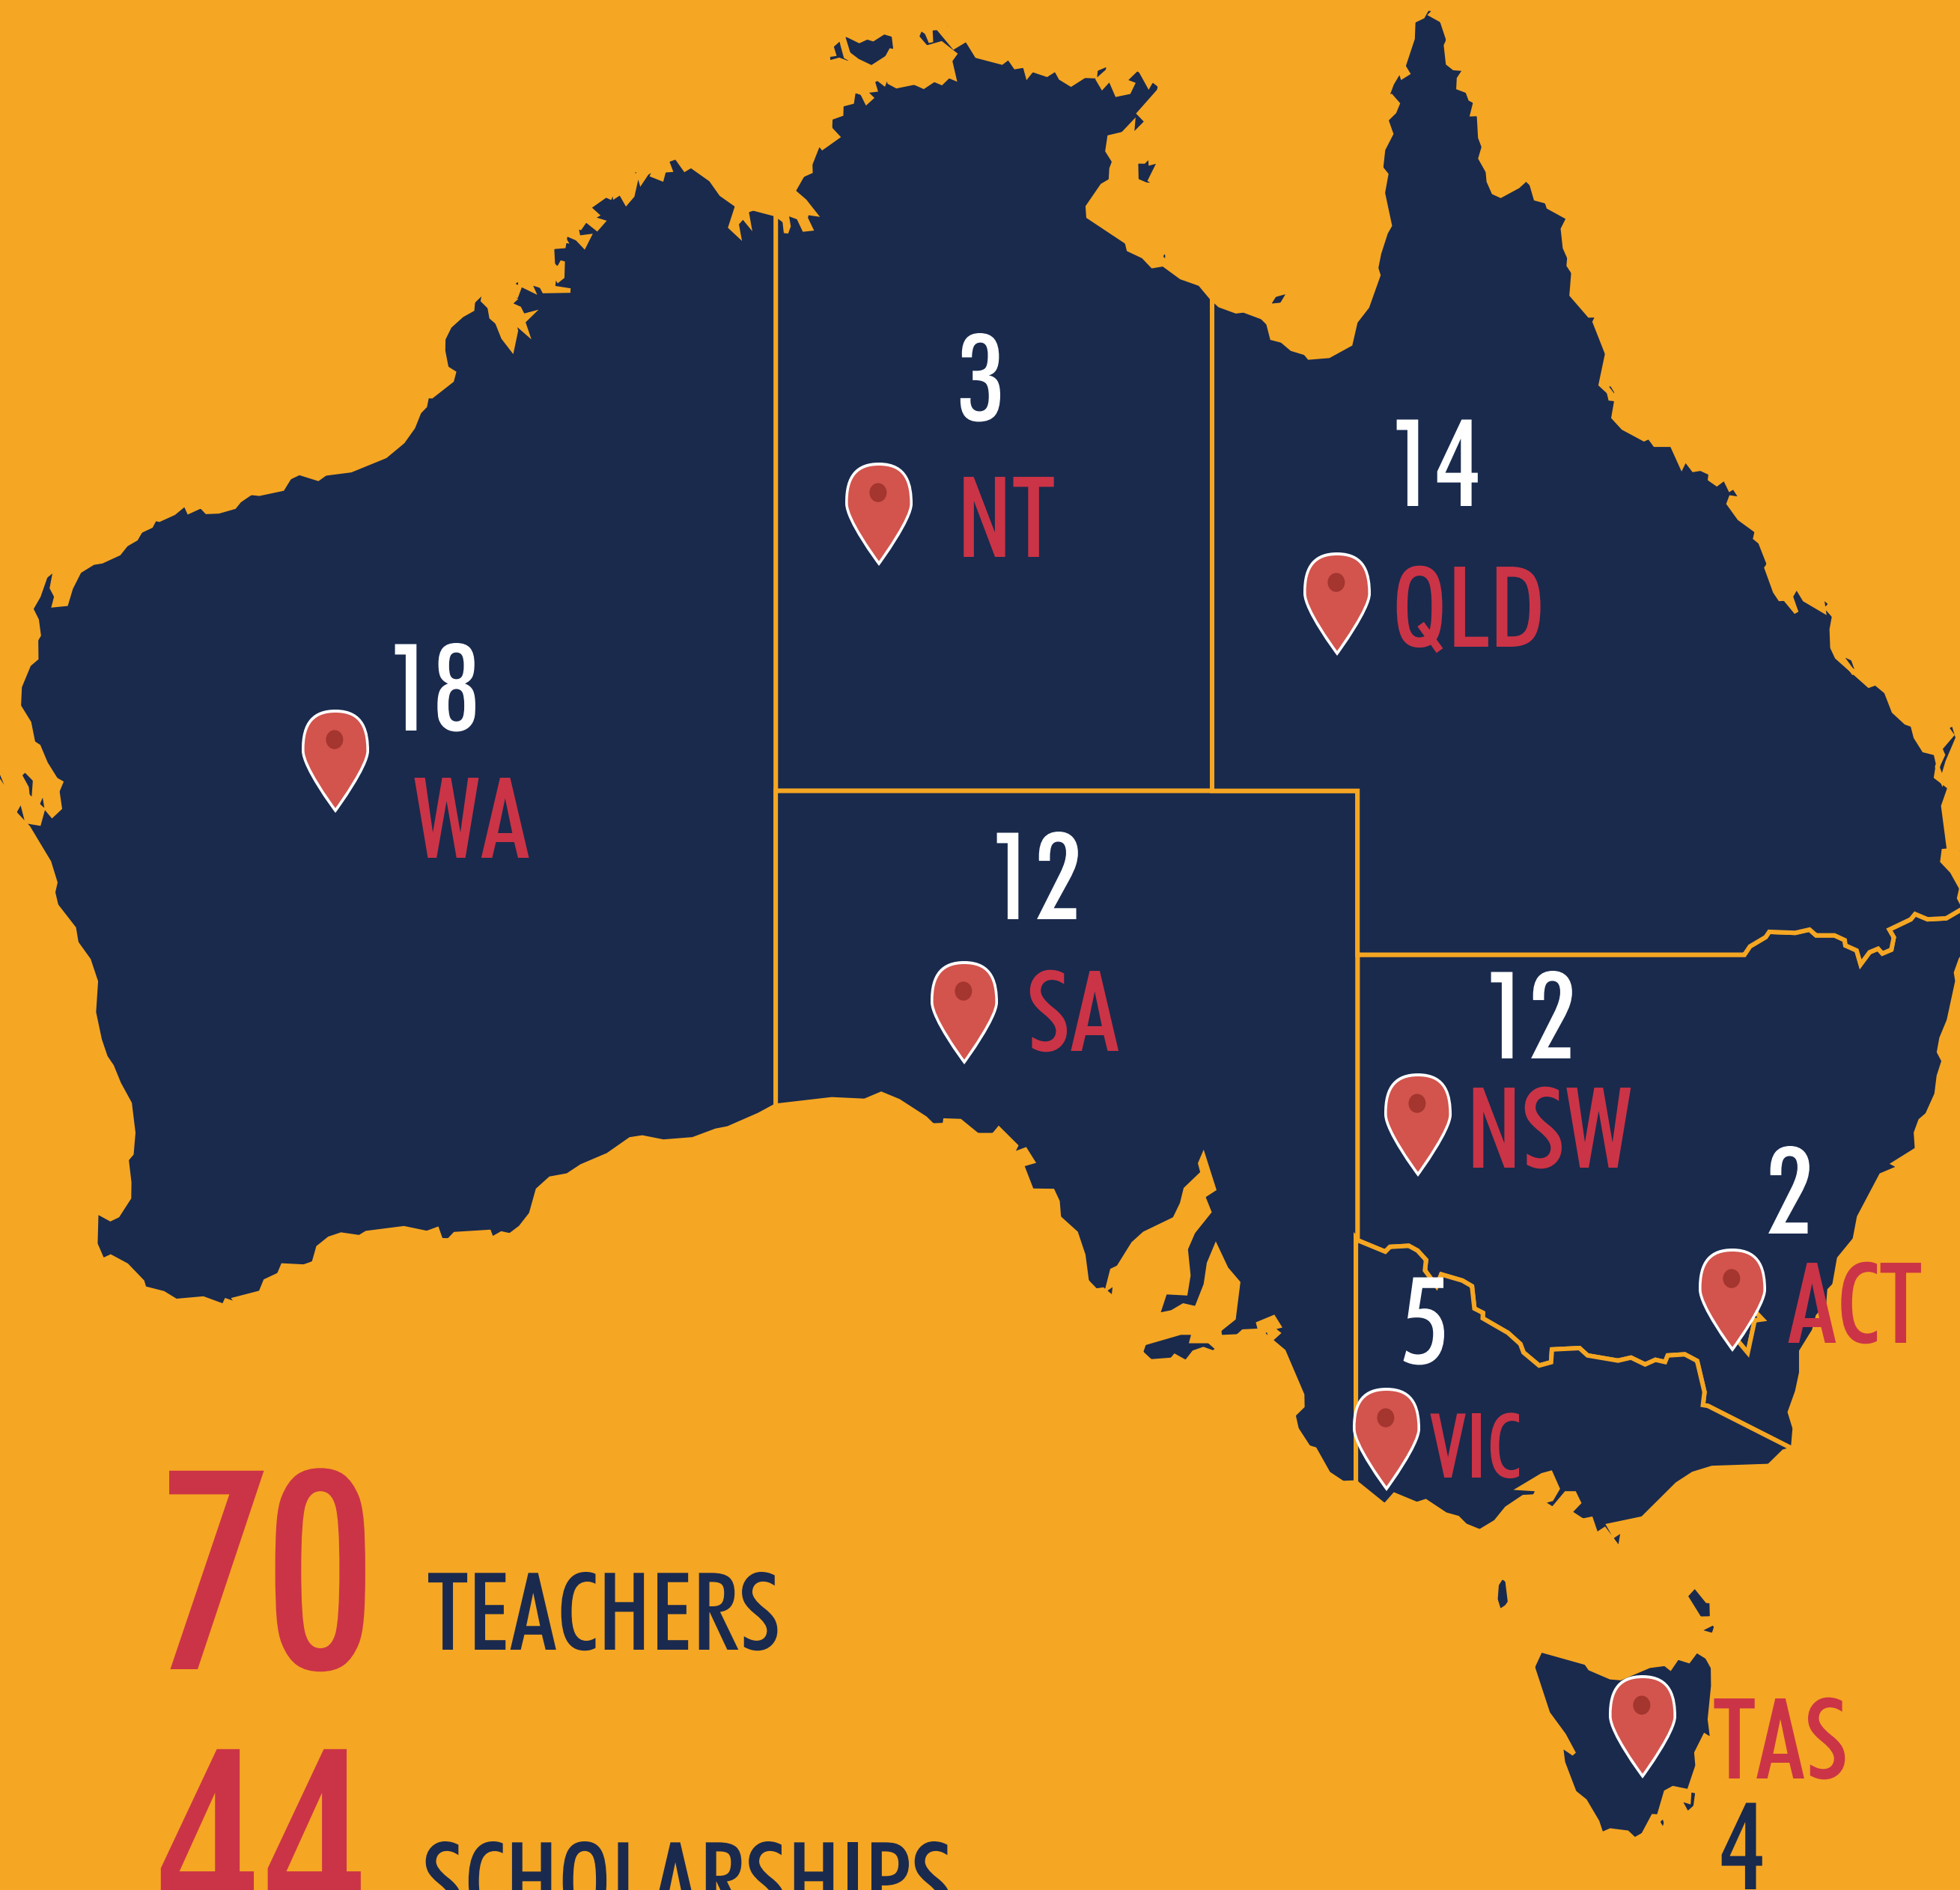 3
NT
14
QLD
18
WA
12
SA
12
NSW
2
ACT
5
VIC
70 TEACHERS
TAS
4
44 SCHOLARSHIPS